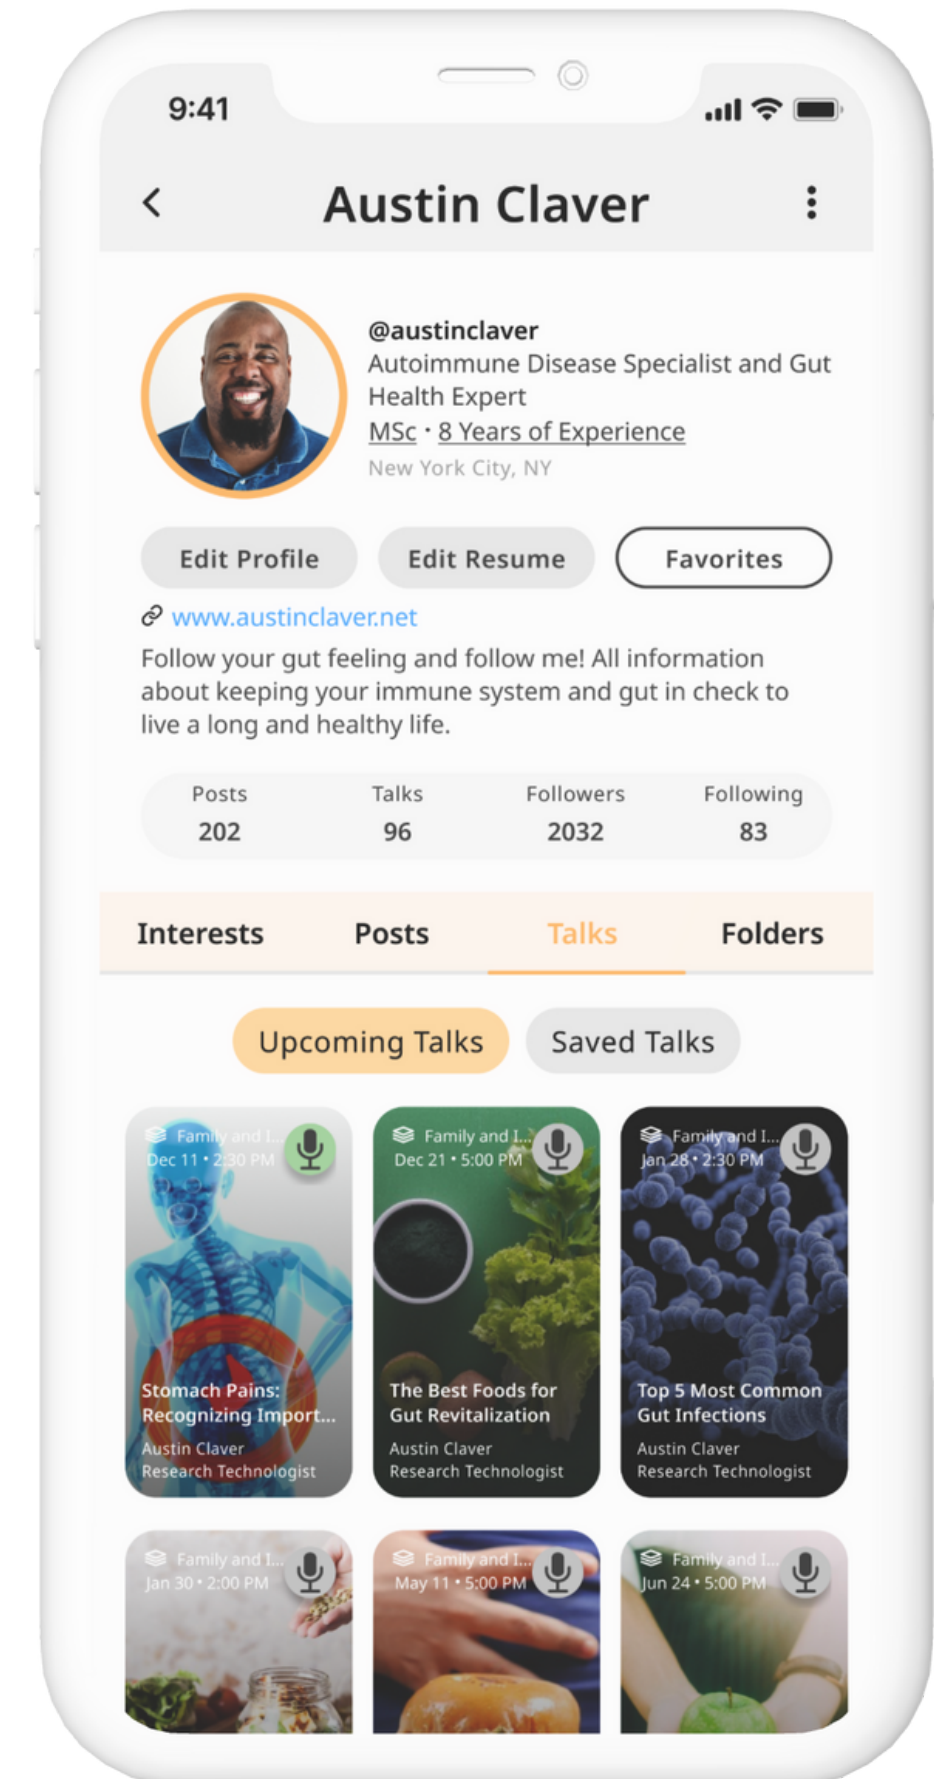 9:41
Austin Claver
@austinclaver
Autoimmune Disease Specialist and Gut
Health Expert
MSc · 8 Years of Experience
New York City, NY
Edit Profile
Edit Resume
Favorites
www.austinclaver.net
Follow your gut feeling and follow me! All information
about keeping your immune system and gut in check to
live a long and healthy life.
Posts
202
Talks
96
Followers
2032
Following
83
Interests
Posts
Talks
Folders
Upcoming Talks
Saved Talks
Family and I...
Dec 11 • 2:30 PM
Stomach Pains:
Recognizing Import...
Austin Claver
Research Technologist
Family and I...
Dec 21 • 5:00 PM
The Best Foods for
Gut Revitalization
Austin Claver
Research Technologist
Family and I...
Jan 28 • 2:30 PM
Top 5 Most Common
Gut Infections
Austin Claver
Research Technologist
Family and I...
Jan 30 • 2:00 PM
Family and I...
May 11 • 5:00 PM
Family and I...
Jun 24 • 5:00 PM